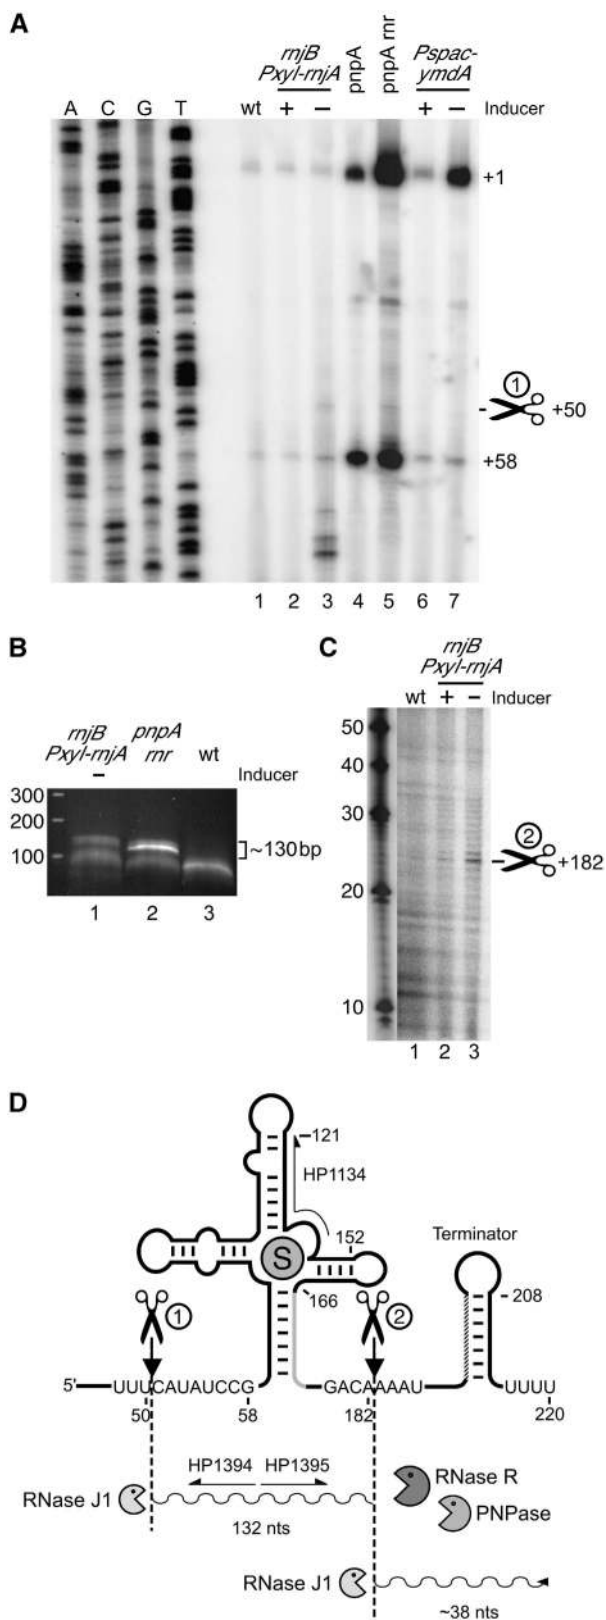 A
rnjB
Pxyl-rnjA
pnpA
pnpA rnr
Pspac-
ymdA
A C G T wt + − + − Inducer
+1
1
+50
+58
1 2 3 4 5 6 7
B
rnjB
Pxyl-rnjA
pnpA
rnr
wt
− Inducer
300
200
100
~130bp
1 2 3
C
rnjB
Pxyl-rnjA
wt + − Inducer
50
40
30
20
10
2
+182
1 2 3
D
121
HP1134
152
Terminator
S
166
208
1
2
5' UUUCAUAUCCG GACAAAAU UUUU
50 58 182 220
HP1394 HP1395
RNase J1
132 nts
RNase R
PNPase
RNase J1
~38 nts